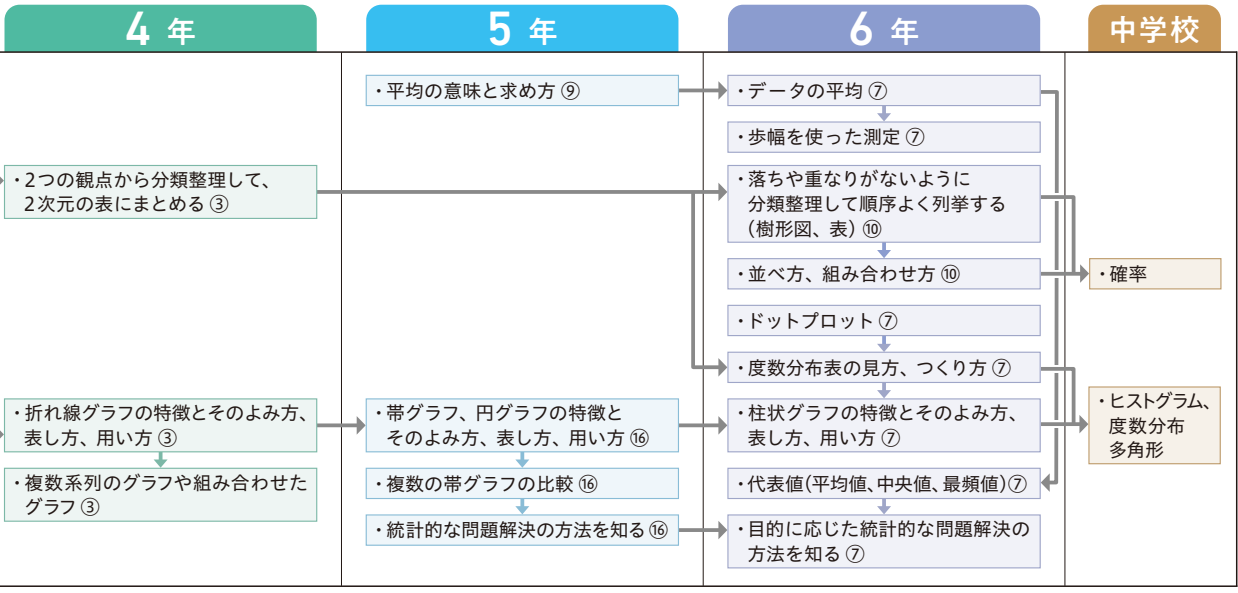 4 年
5 年
6 年
中学校
・2つの観点から分類整理して、
2次元の表にまとめる ③
・折れ線グラフの特徴とそのよみ方、
表し方、用い方 ③
・複数系列のグラフや組み合わせた
グラフ ③
・平均の意味と求め方 ⑨
・帯グラフ、円グラフの特徴と
そのよみ方、表し方、用い方 ⑯
・複数の帯グラフの比較 ⑯
・統計的な問題解決の方法を知る ⑯
・データの平均 ⑦
・歩幅を使った測定 ⑦
・落ちや重なりがないように
分類整理して順序よく列挙する
(樹形図、表) ⑩
・並べ方、組み合わせ方 ⑩
・ドットプロット ⑦
・度数分布表の見方、つくり方 ⑦
・柱状グラフの特徴とそのよみ方、
表し方、用い方 ⑦
・代表値(平均値、中央値、最頻値) ⑦
・目的に応じた統計的な問題解決の
方法を知る ⑦
・確率
・ヒストグラム、
度数分布
多角形